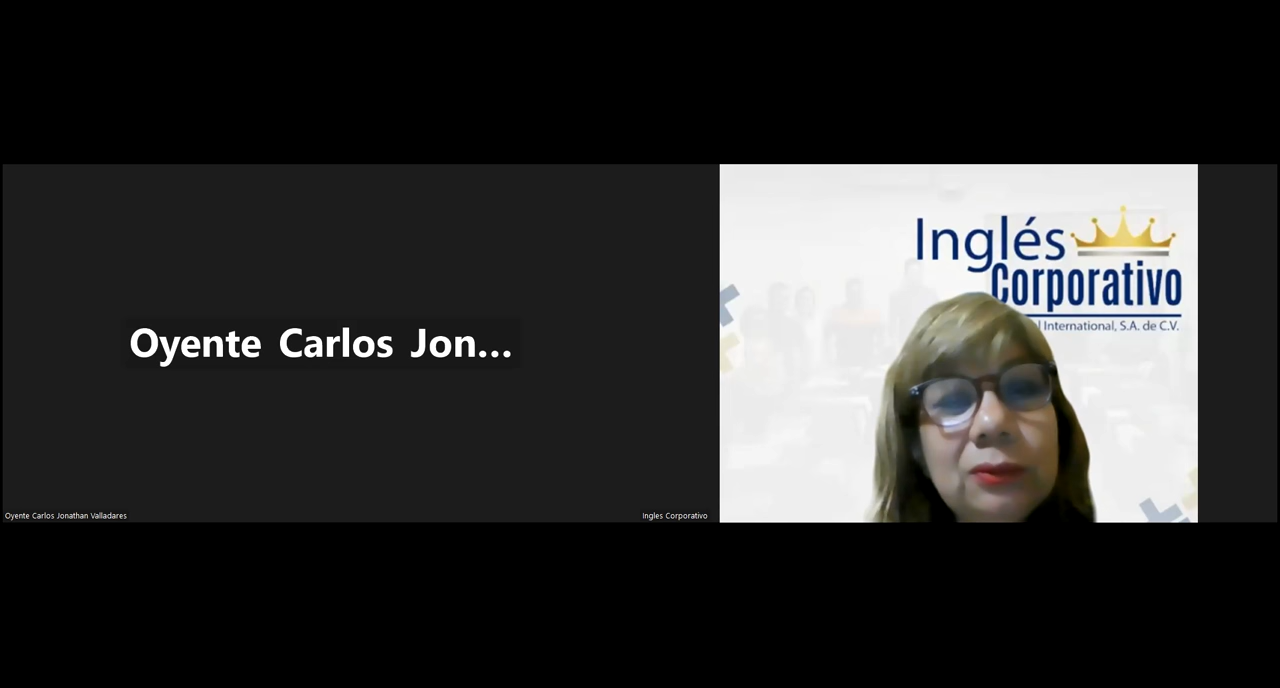 Oyente Carlos Jon...
Oyente Carlos Jonathan Valladares
Ingles Corporativo
Inglés
Corporativo
International, S.A. de C.V.